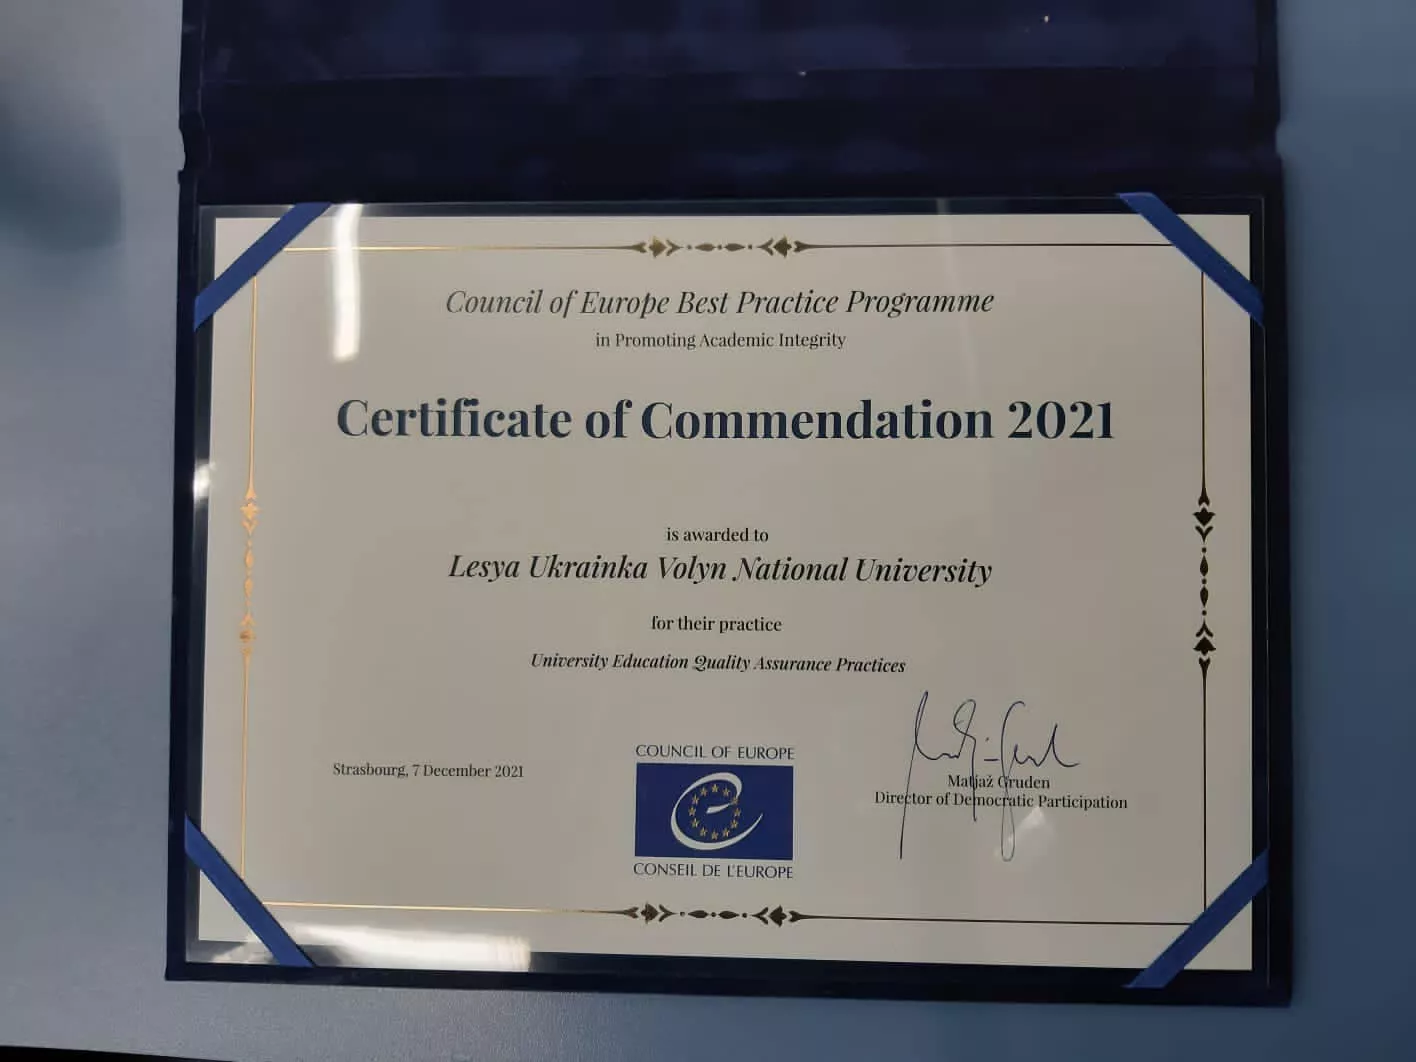 Council of Europe Best Practice Programme
in Promoting Academic Integrity
Certificate of Commendation 2021
is awarded to
Lesya Ukrainka Volyn National University
for their practice
University Education Quality Assurance Practices
Strasbourg, 7 December 2021
COUNCIL OF EUROPE
CONSEIL DE L'EUROPE
Matjaž Gruden
Director of Democratic Participation